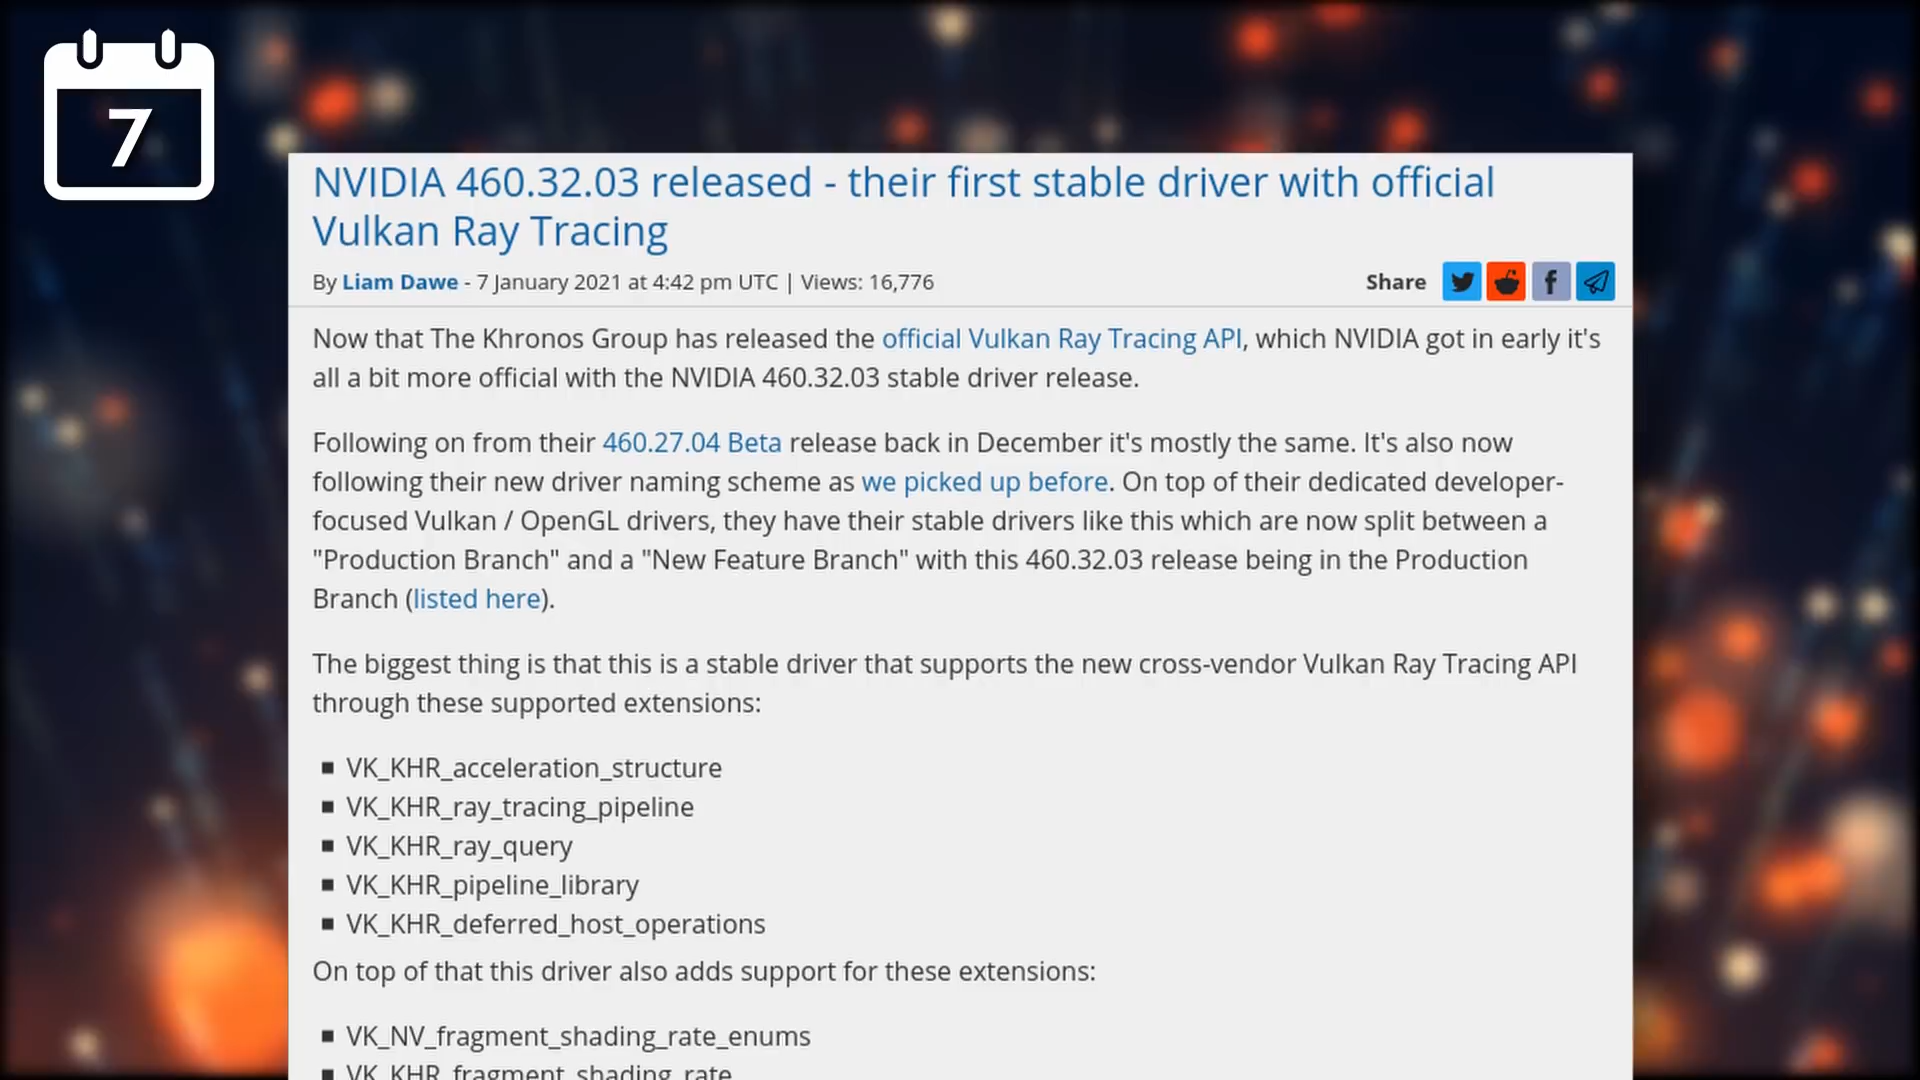 7
NVIDIA 460.32.03 released - their first stable driver with official
Vulkan Ray Tracing
By Liam Dawe - 7 January 2021 at 4:42 pm UTC | Views: 16,776
Share
Now that The Khronos Group has released the official Vulkan Ray Tracing API, which NVIDIA got in early it's
all a bit more official with the NVIDIA 460.32.03 stable driver release.
Following on from their 460.27.04 Beta release back in December it's mostly the same. It's also now
following their new driver naming scheme as we picked up before. On top of their dedicated developer-
focused Vulkan / OpenGL drivers, they have their stable drivers like this which are now split between a
"Production Branch" and a "New Feature Branch" with this 460.32.03 release being in the Production
Branch (listed here).
The biggest thing is that this is a stable driver that supports the new cross-vendor Vulkan Ray Tracing API
through these supported extensions:
VK_KHR_acceleration_structure
VK_KHR_ray_tracing_pipeline
VK_KHR_ray_query
VK_KHR_pipeline_library
VK_KHR_deferred_host_operations
On top of that this driver also adds support for these extensions:
VK_NV_fragment_shading_rate_enums
VK_KHR_fragment_shading_rate